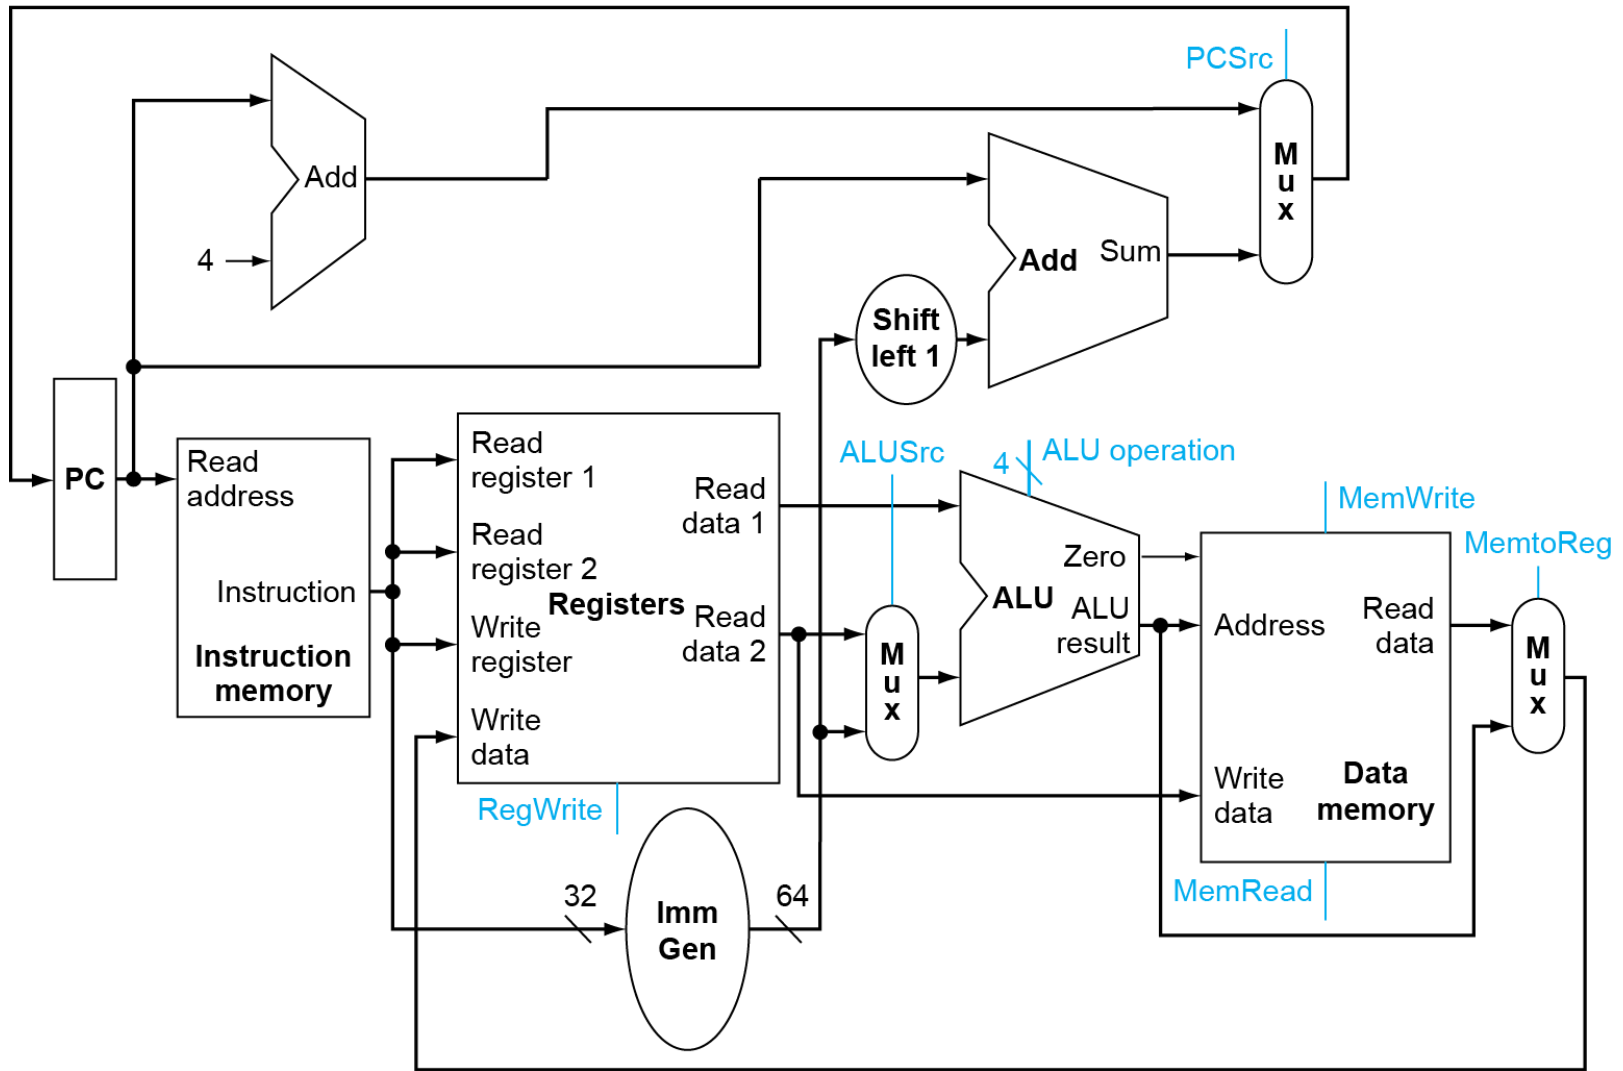 PCSrc
M
u
x
Add
4
Add
Sum
Shift
left 1
PC
Read
address
Instruction
Instruction
memory
Read
register 1
Read
register 2
Registers
Write
register
Write
data
Read
data 1
Read
data 2
RegWrite
32
Imm
Gen
64
ALUSrc
M
u
x
4
ALU operation
Zero
ALU
ALU
result
MemWrite
Address
Read
data
Write
data
Data
memory
MemRead
MemtoReg
M
u
x